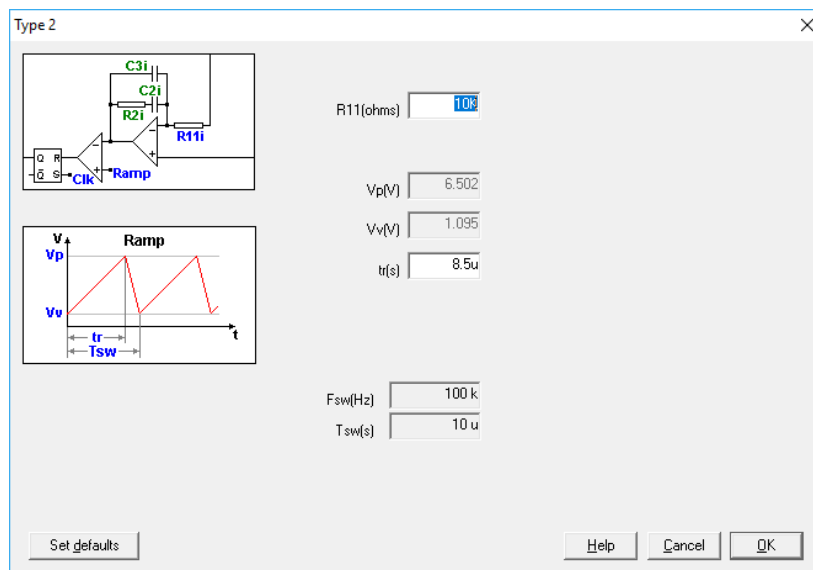 Type 2
C3i
C2i
R2i
R11i
Q R
Q S
Clk
Ramp
R11(ohms) 10k
Vp(V) 6.502
Vv(V) 1.095
tr(s) 8.5u
V
Ramp
Vp
Vv
tr
Tsw
t
Fsw(Hz) 100 k
Tsw(s) 10 u
Set defaults
Help
Cancel
OK